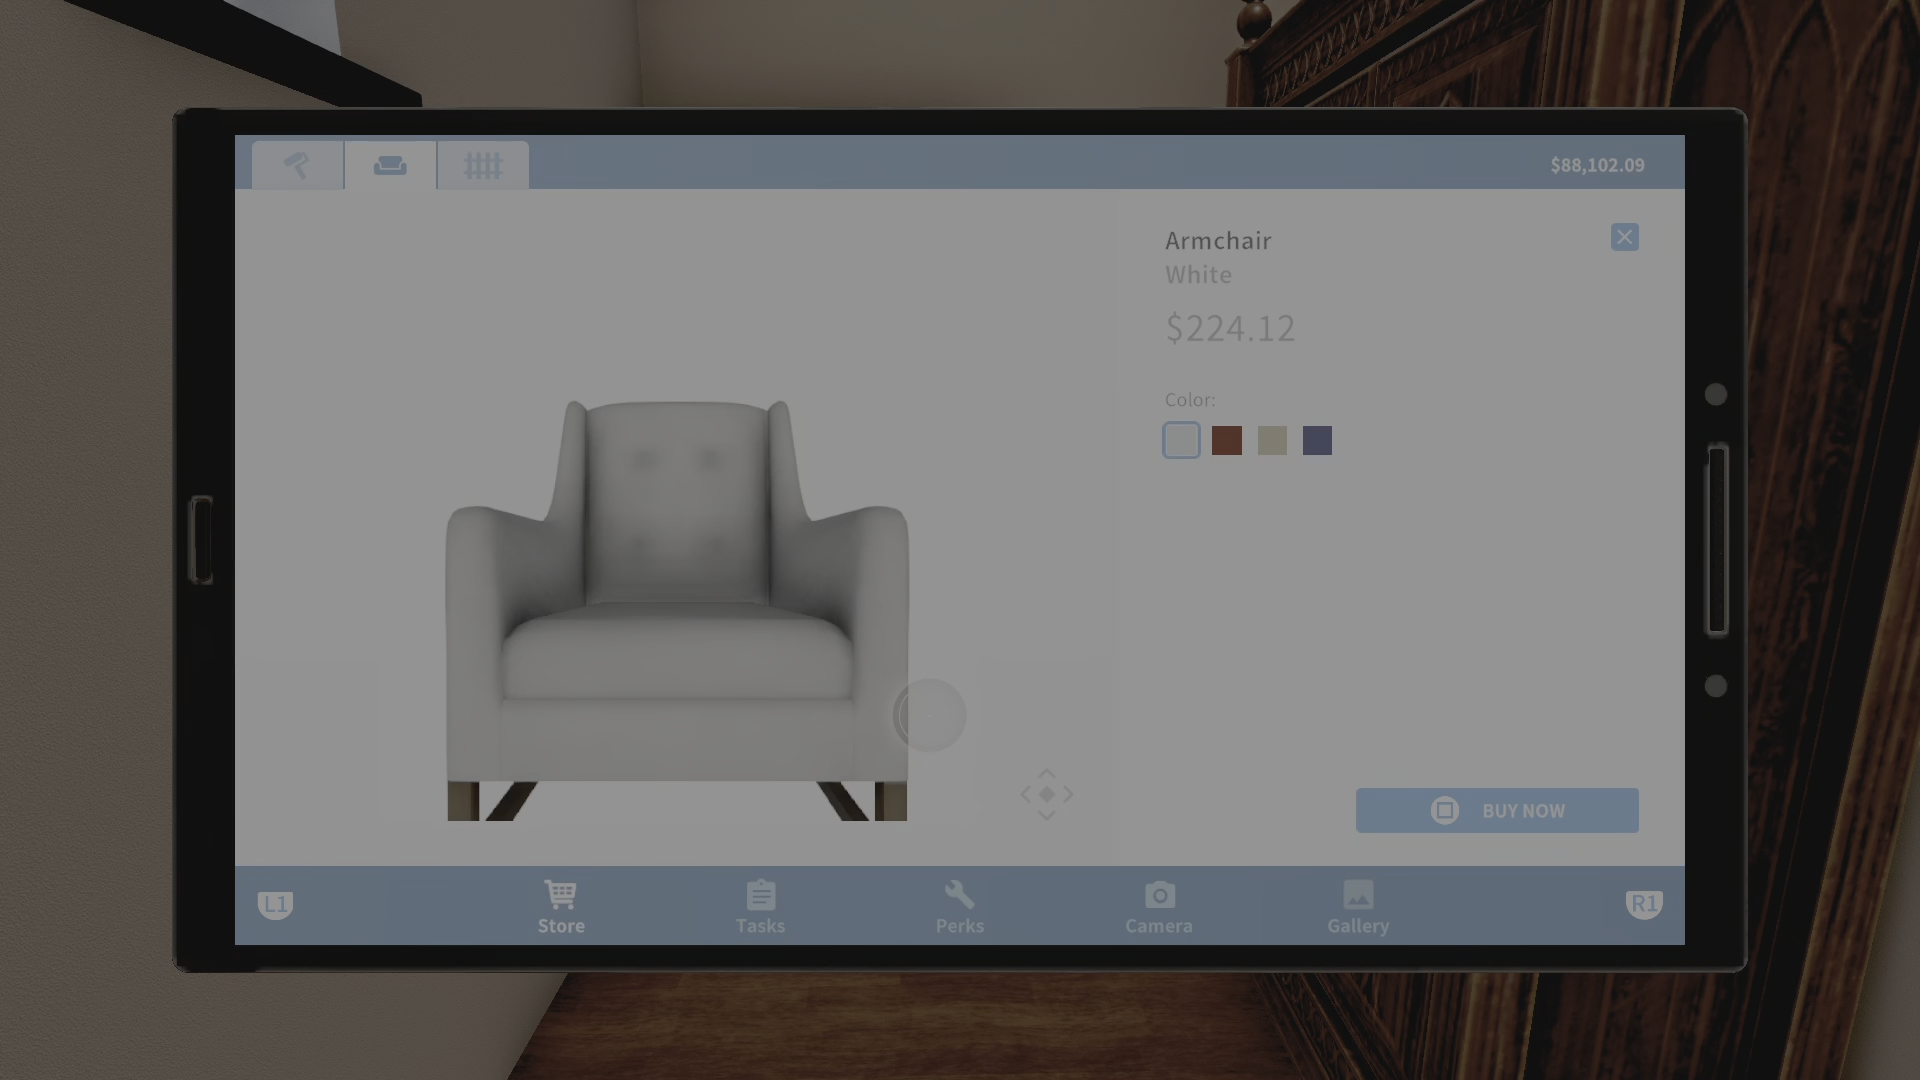 $88,102.09
Armchair
White
$224.12
Color:
BUY NOW
L1
Store
Tasks
Perks
Camera
Gallery
R1